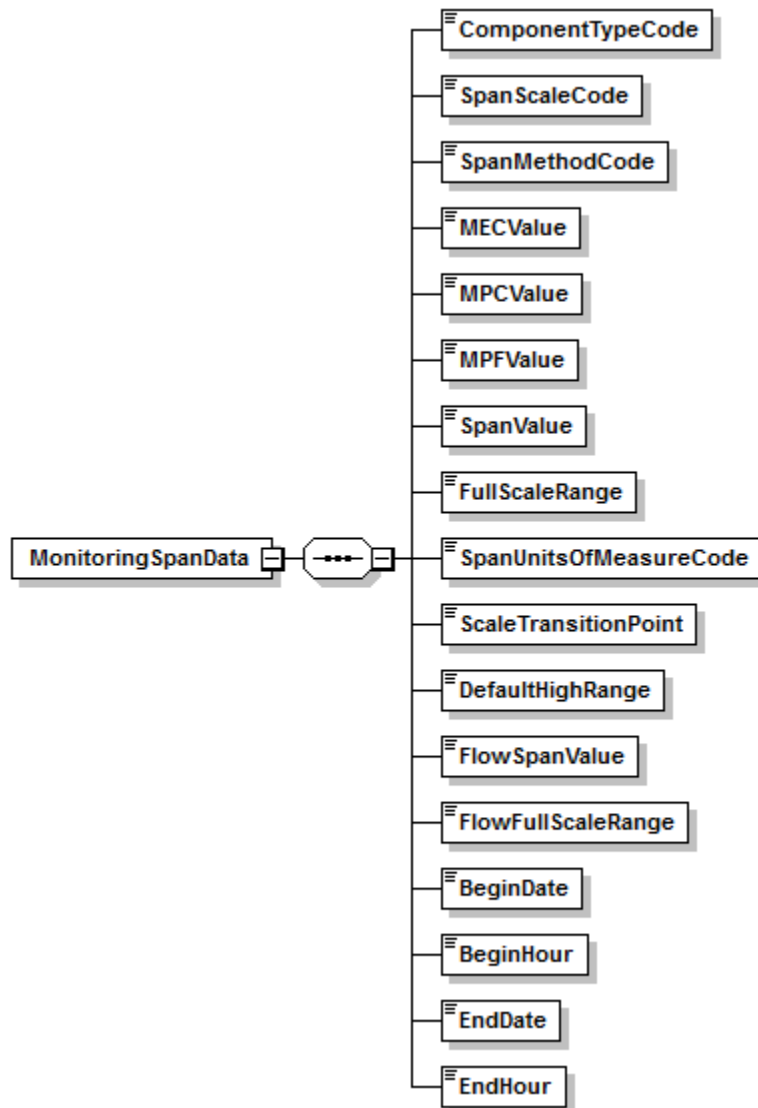 ComponentTypeCode
SpanScaleCode
SpanMethodCode
MECValue
MPCValue
MPFValue
SpanValue
FullScaleRange
MonitoringSpanData
SpanUnitsOfMeasureCode
ScaleTransitionPoint
DefaultHighRange
FlowSpanValue
FlowFullScaleRange
BeginDate
BeginHour
EndDate
EndHour